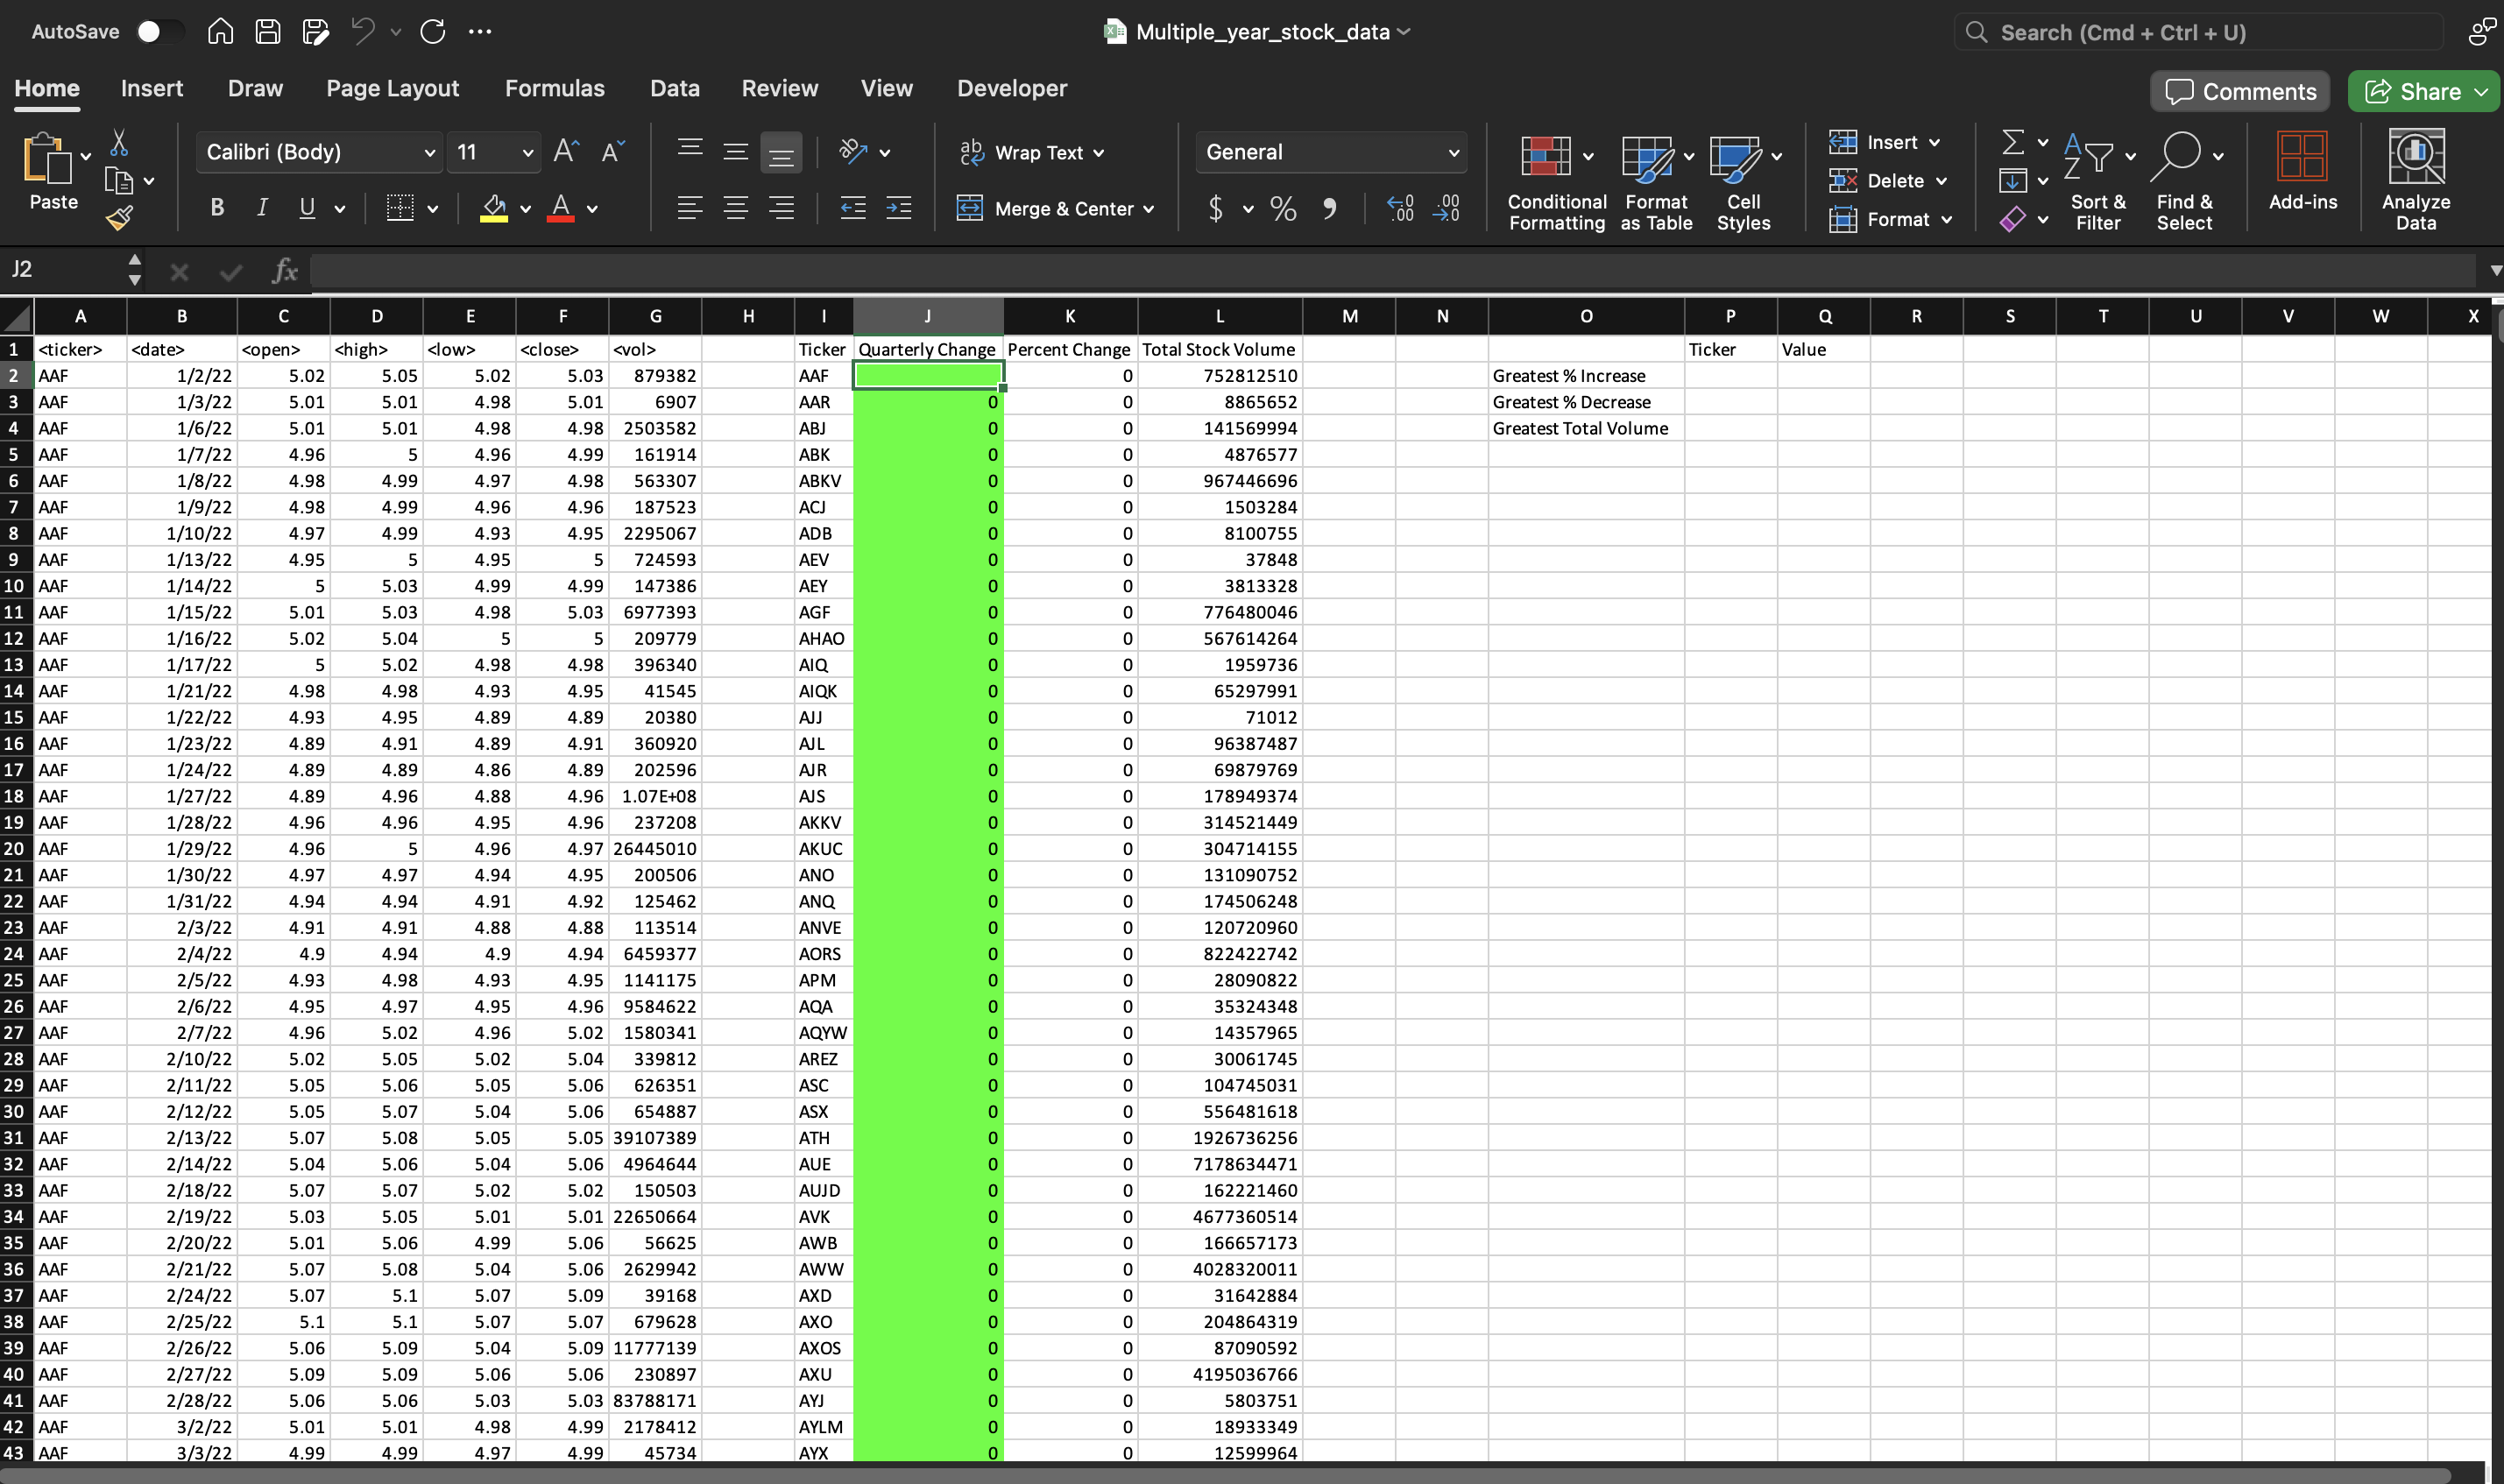 AutoSave Multiple_year_stock_data Search (Cmd + Ctrl + U)
Home Insert Draw Page Layout Formulas Data Review View Developer Comments Share
Paste Calibri (Body) 11 A A ab Wrap Text General Conditional Formatting Format as Table Cell Styles Insert Delete Format Sort & Filter Find & Select Add-ins Analyze Data
B I U A ab Merge & Center $ % , .00 .0
J2 fx
A B C D E F G H I J K L M N O P Q R S T U V W X
1 <ticker> <date> <open> <high> <low> <close> <vol> Ticker Quarterly Change Percent Change Total Stock Volume Ticker Value
2 AAF 1/2/22 5.02 5.05 5.02 5.03 879382 AAF 0 752812510 Greatest % Increase
3 AAF 1/3/22 5.01 5.01 4.98 5.01 6907 AAR 0 0 8865652 Greatest % Decrease
4 AAF 1/6/22 5.01 5.01 4.98 4.98 2503582 ABJ 0 0 141569994 Greatest Total Volume
5 AAF 1/7/22 4.96 5 4.96 4.99 161914 ABK 0 0 4876577
6 AAF 1/8/22 4.98 4.99 4.97 4.98 563307 ABKV 0 0 967446696
7 AAF 1/9/22 4.98 4.99 4.96 4.96 187523 ACJ 0 0 1503284
8 AAF 1/10/22 4.97 4.99 4.93 4.95 2295067 ADB 0 0 8100755
9 AAF 1/13/22 4.95 5 4.95 5 724593 AEV 0 0 37848
10 AAF 1/14/22 5 5.03 4.99 4.99 147386 AEY 0 0 3813328
11 AAF 1/15/22 5.01 5.03 4.98 5.03 6977393 AGF 0 0 776480046
12 AAF 1/16/22 5.02 5.04 5 5 209779 AHAO 0 0 567614264
13 AAF 1/17/22 5 5.02 4.98 4.98 396340 AIQ 0 0 1959736
14 AAF 1/21/22 4.98 4.98 4.93 4.95 41545 AIQK 0 0 65297991
15 AAF 1/22/22 4.93 4.95 4.89 4.89 20380 AJJ 0 0 71012
16 AAF 1/23/22 4.89 4.91 4.89 4.91 360920 AJL 0 0 96387487
17 AAF 1/24/22 4.89 4.89 4.86 4.89 202596 AJR 0 0 69879769
18 AAF 1/27/22 4.89 4.96 4.88 4.96 1.07E+08 AJS 0 0 178949374
19 AAF 1/28/22 4.96 4.96 4.95 4.96 237208 AKKV 0 0 314521449
20 AAF 1/29/22 4.96 5 4.96 4.97 26445010 AKUC 0 0 304714155
21 AAF 1/30/22 4.97 4.97 4.94 4.95 200506 ANO 0 0 131090752
22 AAF 1/31/22 4.94 4.94 4.91 4.92 125462 ANQ 0 0 174506248
23 AAF 2/3/22 4.91 4.91 4.88 4.88 113514 ANVE 0 0 120720960
24 AAF 2/4/22 4.9 4.94 4.9 4.94 6459377 AORS 0 0 822422742
25 AAF 2/5/22 4.93 4.98 4.93 4.95 1141175 APM 0 0 28090822
26 AAF 2/6/22 4.95 4.97 4.95 4.96 9584622 AQA 0 0 35324348
27 AAF 2/7/22 4.96 5.02 4.96 5.02 1580341 AQYW 0 0 14357965
28 AAF 2/10/22 5.02 5.05 5.02 5.04 339812 AREZ 0 0 30061745
29 AAF 2/11/22 5.05 5.06 5.05 5.06 626351 ASC 0 0 104745031
30 AAF 2/12/22 5.05 5.07 5.04 5.06 654887 ASX 0 0 556481618
31 AAF 2/13/22 5.07 5.08 5.05 5.05 39107389 ATH 0 0 1926736256
32 AAF 2/14/22 5.04 5.06 5.04 5.06 4964644 AUE 0 0 7178634471
33 AAF 2/18/22 5.07 5.07 5.02 5.02 150503 AUJD 0 0 162221460
34 AAF 2/19/22 5.03 5.05 5.01 5.01 22650664 AVK 0 0 4677360514
35 AAF 2/20/22 5.01 5.06 4.99 5.06 56625 AWB 0 0 166657173
36 AAF 2/21/22 5.07 5.08 5.04 5.06 2629942 AWW 0 0 4028320011
37 AAF 2/24/22 5.07 5.1 5.07 5.09 39168 AXD 0 0 31642884
38 AAF 2/25/22 5.1 5.1 5.07 5.07 679628 AXO 0 0 204864319
39 AAF 2/26/22 5.06 5.09 5.04 5.09 11777139 AXOS 0 0 87090592
40 AAF 2/27/22 5.09 5.09 5.06 5.06 230897 AXU 0 0 4195036766
41 AAF 2/28/22 5.06 5.06 5.03 5.03 83788171 AYJ 0 0 5803751
42 AAF 3/2/22 5.01 5.01 4.98 4.99 2178412 AYLM 0 0 18933349
43 AAF 3/3/22 4.99 4.99 4.97 4.99 45734 AYX 0 0 12599964